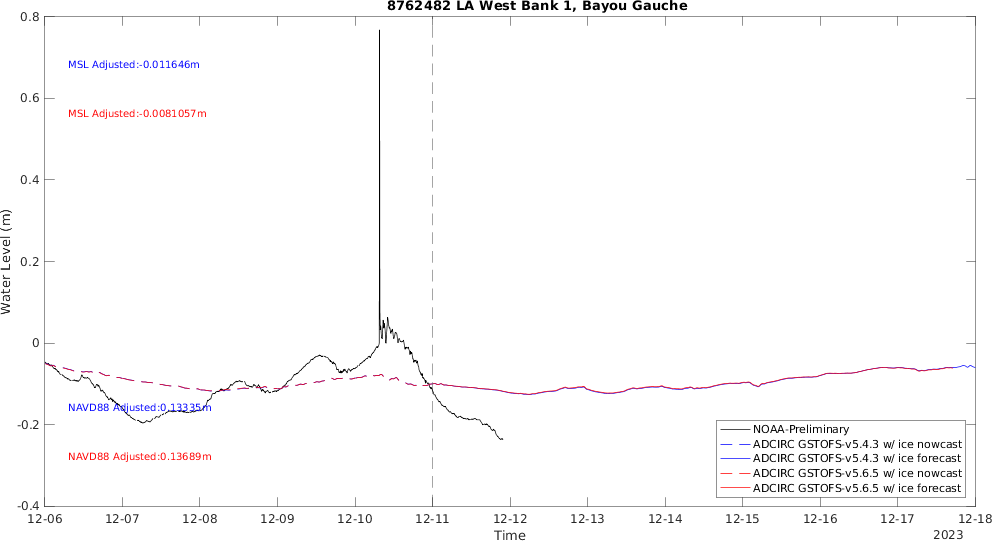 8762482 LA West Bank 1, Bayou Gauche
0.8
MSL Adjusted:-0.011646m
0.6
MSL Adjusted:-0.0081057m
0.4
0.2
Water Level (m)
0
NAVD88 Adjusted:0.13335m
-0.2
NAVD88 Adjusted:0.13689m
NOAA-Preliminary
ADCIRC GSTOFS-v5.4.3 w/ ice nowcast
ADCIRC GSTOFS-v5.4.3 w/ ice forecast
ADCIRC GSTOFS-v5.6.5 w/ ice nowcast
ADCIRC GSTOFS-v5.6.5 w/ ice forecast
-0.4
12-06 12-07 12-08 12-09 12-10 12-11 12-12 12-13 12-14 12-15 12-16 12-17 12-18
Time
2023